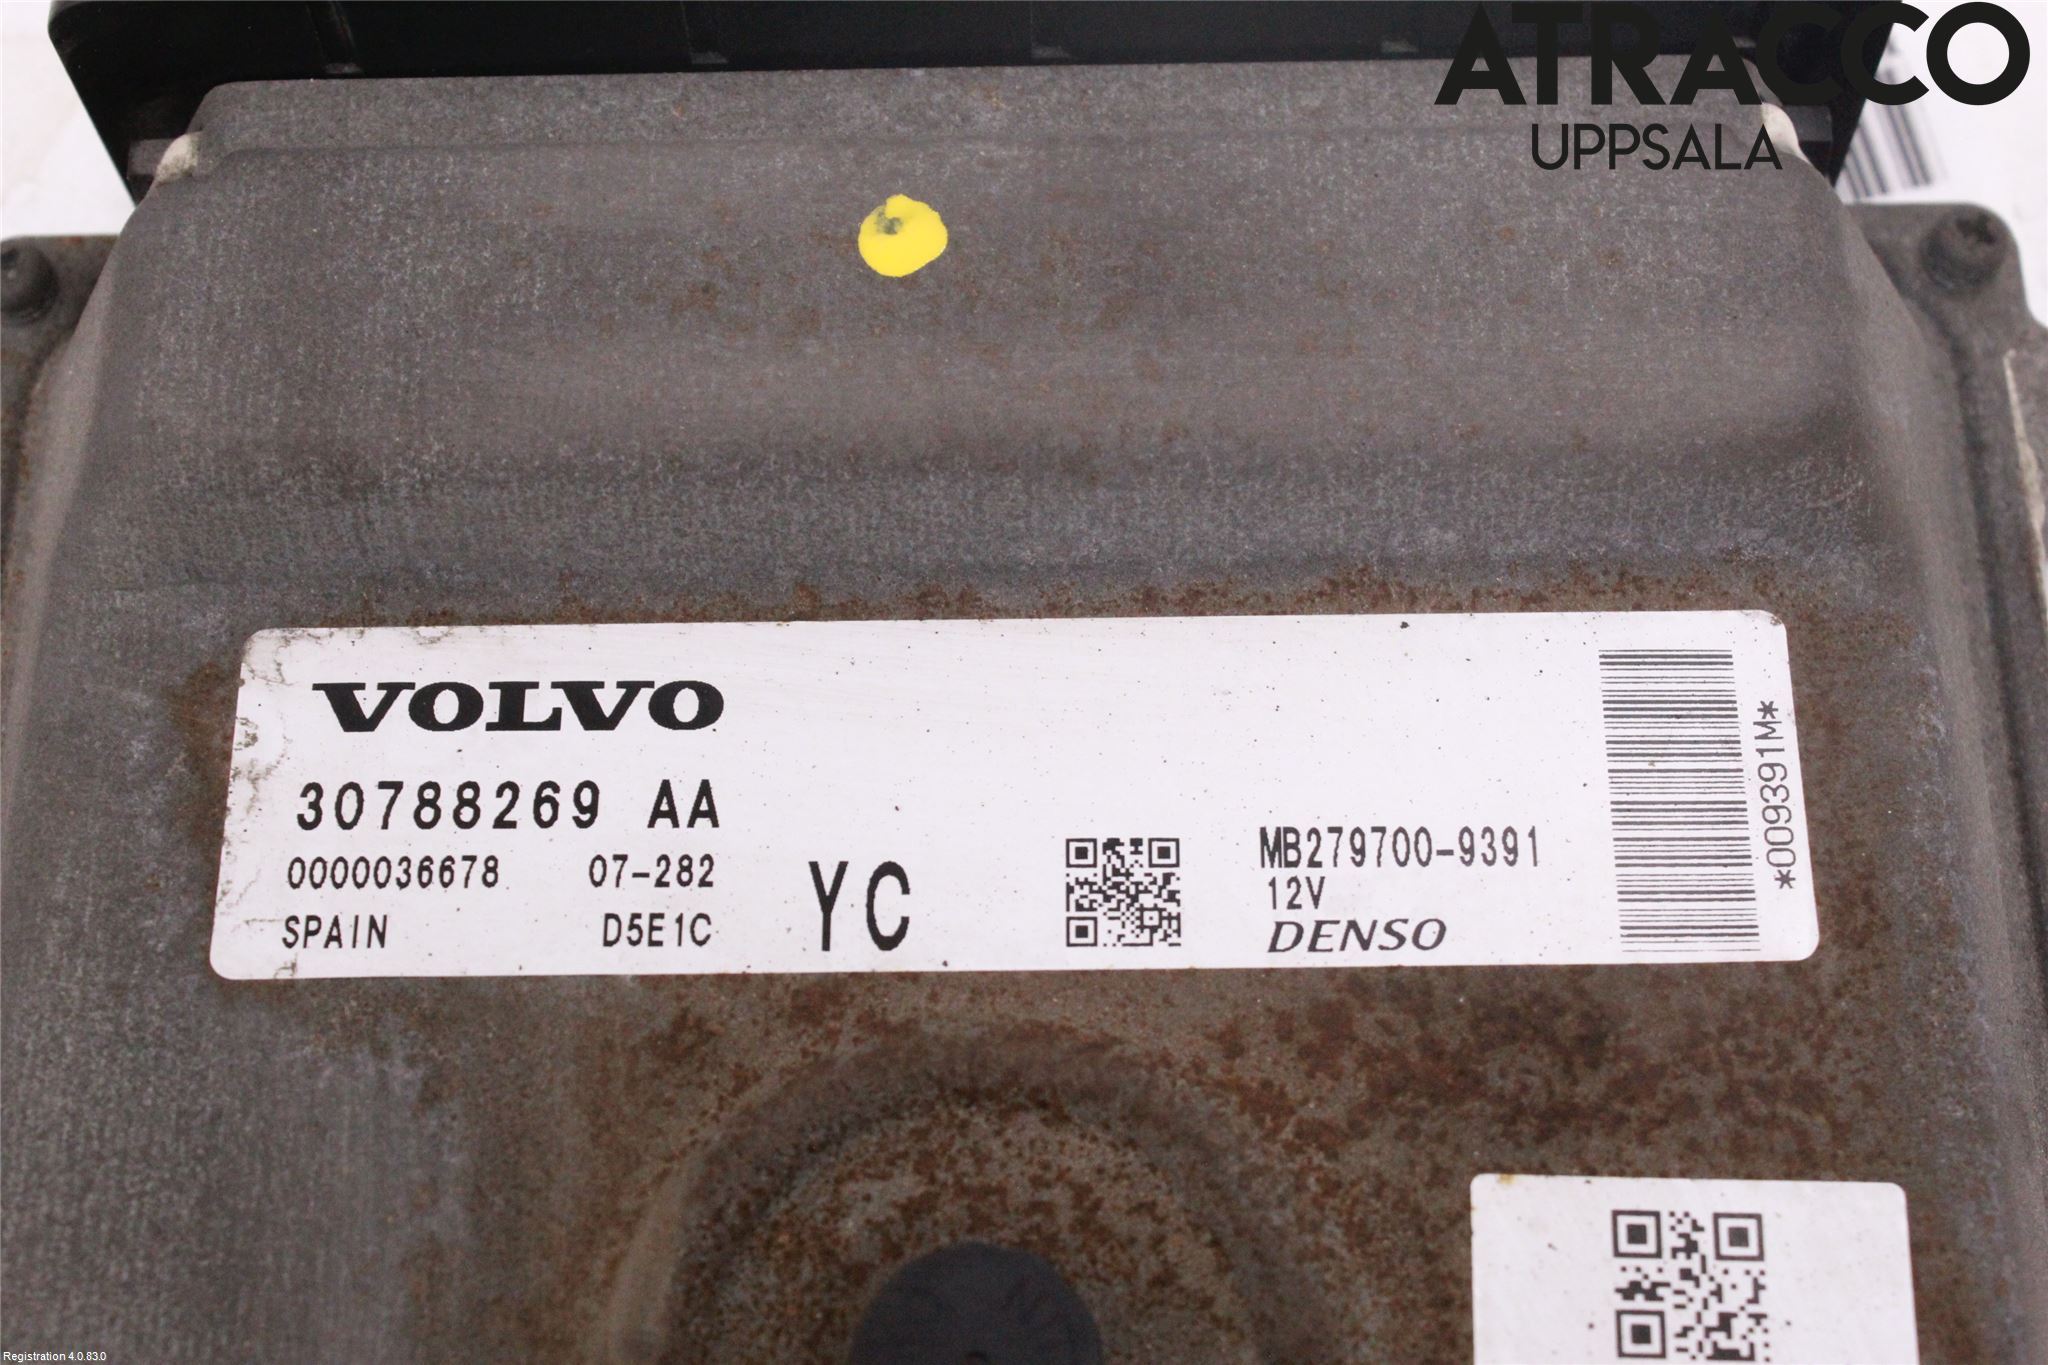 ATRACCO
UPPSALA
VOLVO
30788269 AA
0000036678 07-282
SPAIN D5E1C
YC
MB279700-9391
12V
DENSO
*009391M*
Registration 4.0.83.0